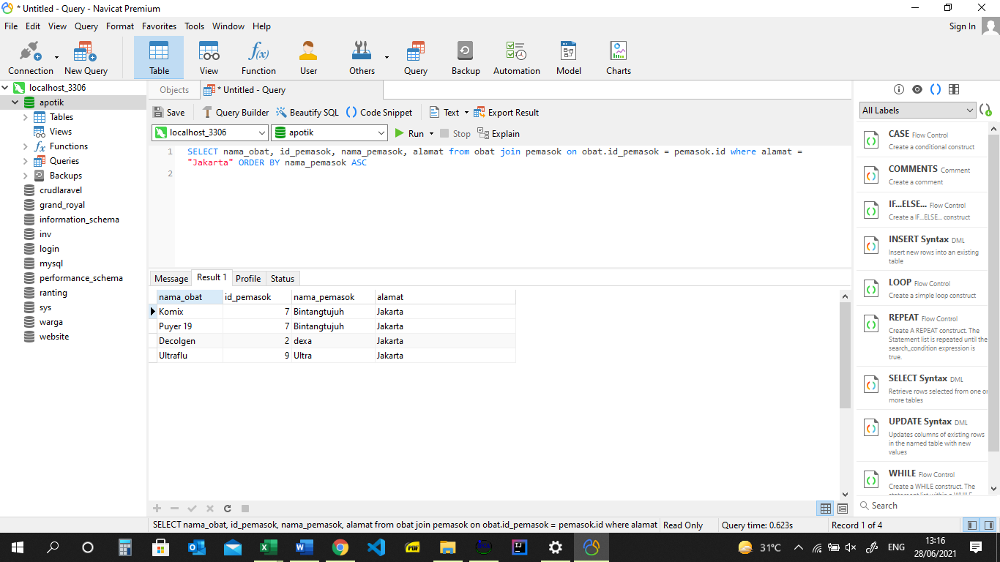 * Untitled - Query - Navicat Premium
File Edit View Query Format Favorites Tools Window Help Sign In
Connection New Query Table View Function User Others Query Backup Automation Model Charts
localhost_3306
apotik
Tables
Views
Functions
Queries
Backups
crudlaravel
grand_royal
information_schema
inv
login
mysql
performance_schema
ranting
sys
warga
website
Objects * Untitled - Query
Save Query Builder Beautify SQL Code Snippet Text Export Result
localhost_3306 apotik Run Stop Explain
1 SELECT nama_obat, id_pemasok, nama_pemasok, alamat from obat join pemasok on obat.id_pemasok = pemasok.id where alamat =
"Jakarta" ORDER BY nama_pemasok ASC
2
Message Result 1 Profile Status
nama_obat id_pemasok nama_pemasok alamat
Komix 7 Bintangtujuh Jakarta
Puyer 19 7 Bintangtujuh Jakarta
Decolgen 2 dexa Jakarta
Ultraflu 9 Ultra Jakarta
All Labels
CASE Flow Control
Create a conditional construct
COMMENTS Comment
Create a comment
IF...ELSE... Flow Control
Create a IF...ELSE... construct
INSERT Syntax DML
Insert new rows into an existing
table
LOOP Flow Control
Create a simple loop construct
REPEAT Flow Control
Create A REPEAT construct. The
Statement list is repeated until the
search_condition expression is
true.
SELECT Syntax DML
Retrieve rows selected from one or
more tables
UPDATE Syntax DML
Updates columns of existing rows
in the named table with new
values
WHILE Flow Control
Create a WHILE construct. The
statement list within a WHILE
Search
SELECT nama_obat, id_pemasok, nama_pemasok, alamat from obat join pemasok on obat.id_pemasok = pemasok.id where alamat Read Only Query time: 0.623s Record 1 of 4
31°C ENG 13:16
28/06/2021